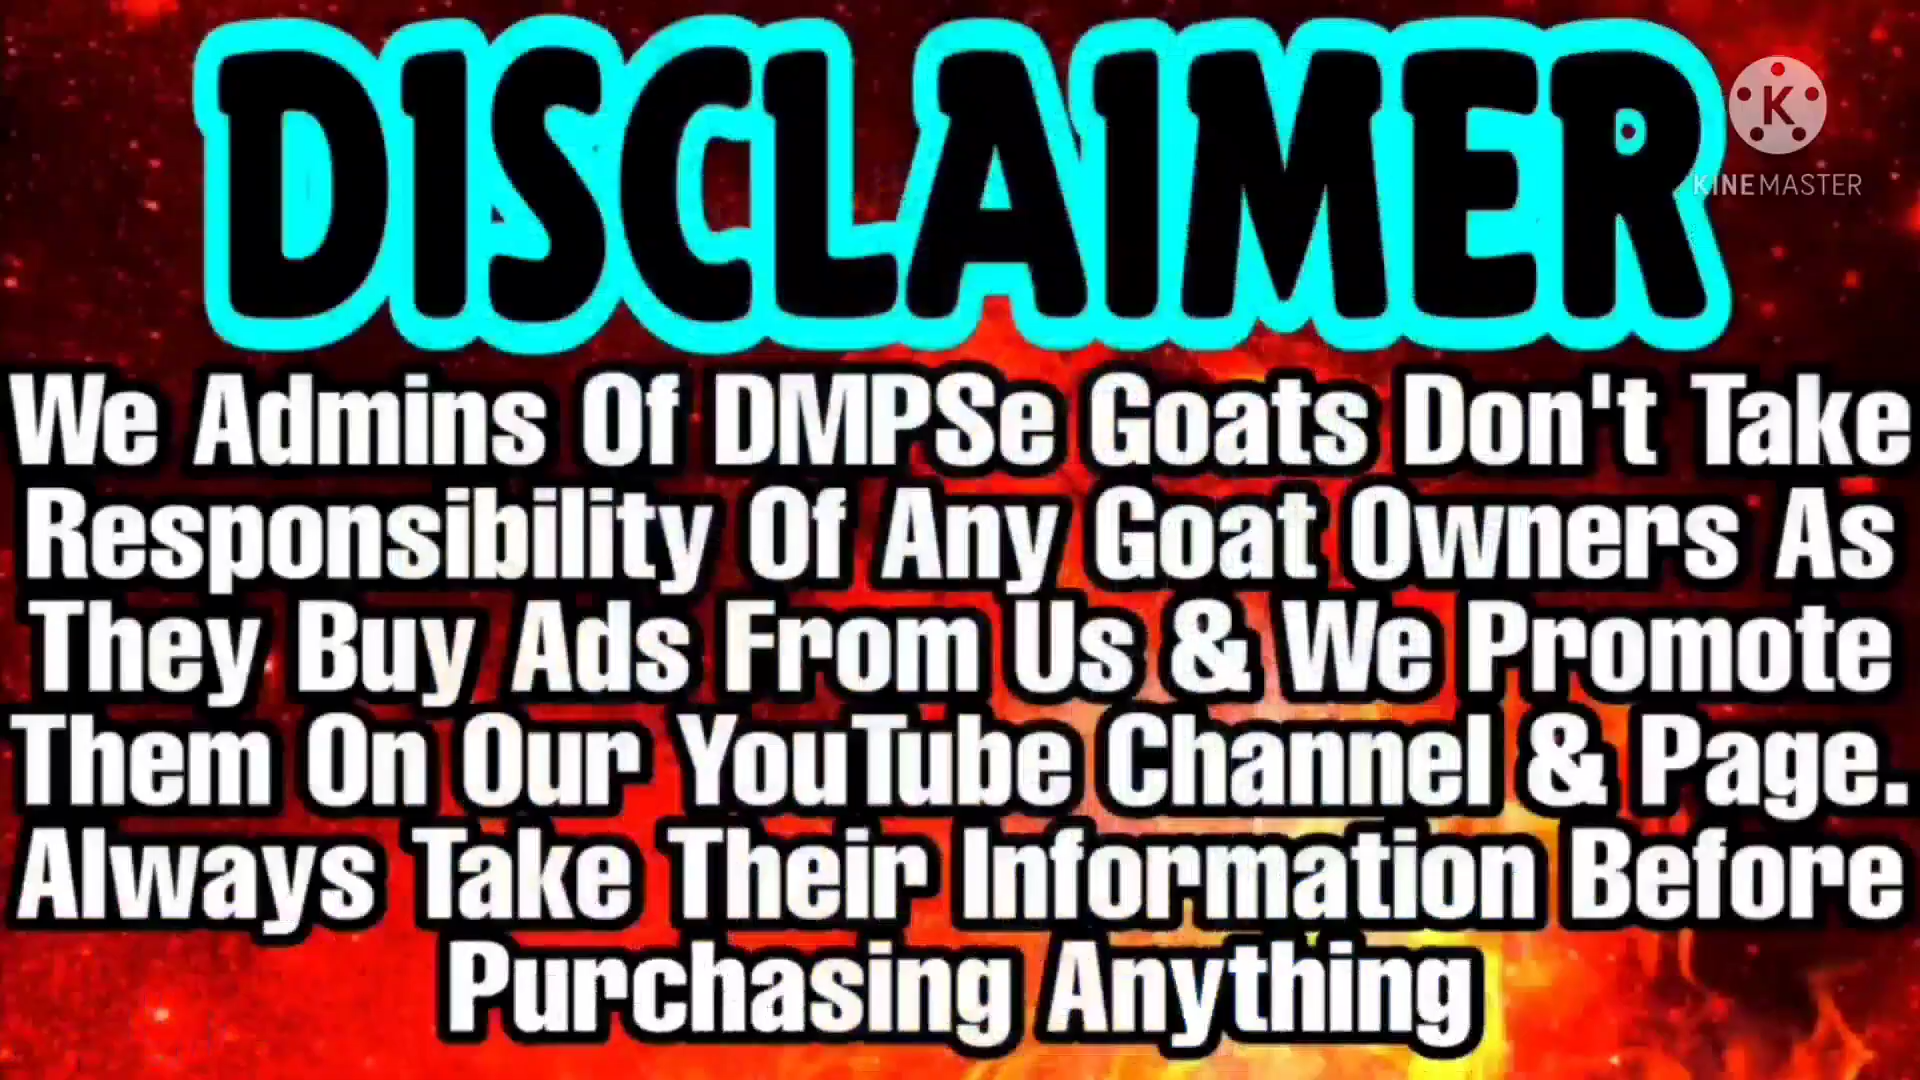 DISCLAIMER
K
KINEMASTER
We Admins Of DMPSe Goats Don't Take
Responsibility Of Any Goat Owners As
They Buy Ads From Us & We Promote
Them On Our YouTube Channel & Page.
Always Take Their Information Before
Purchasing Anything